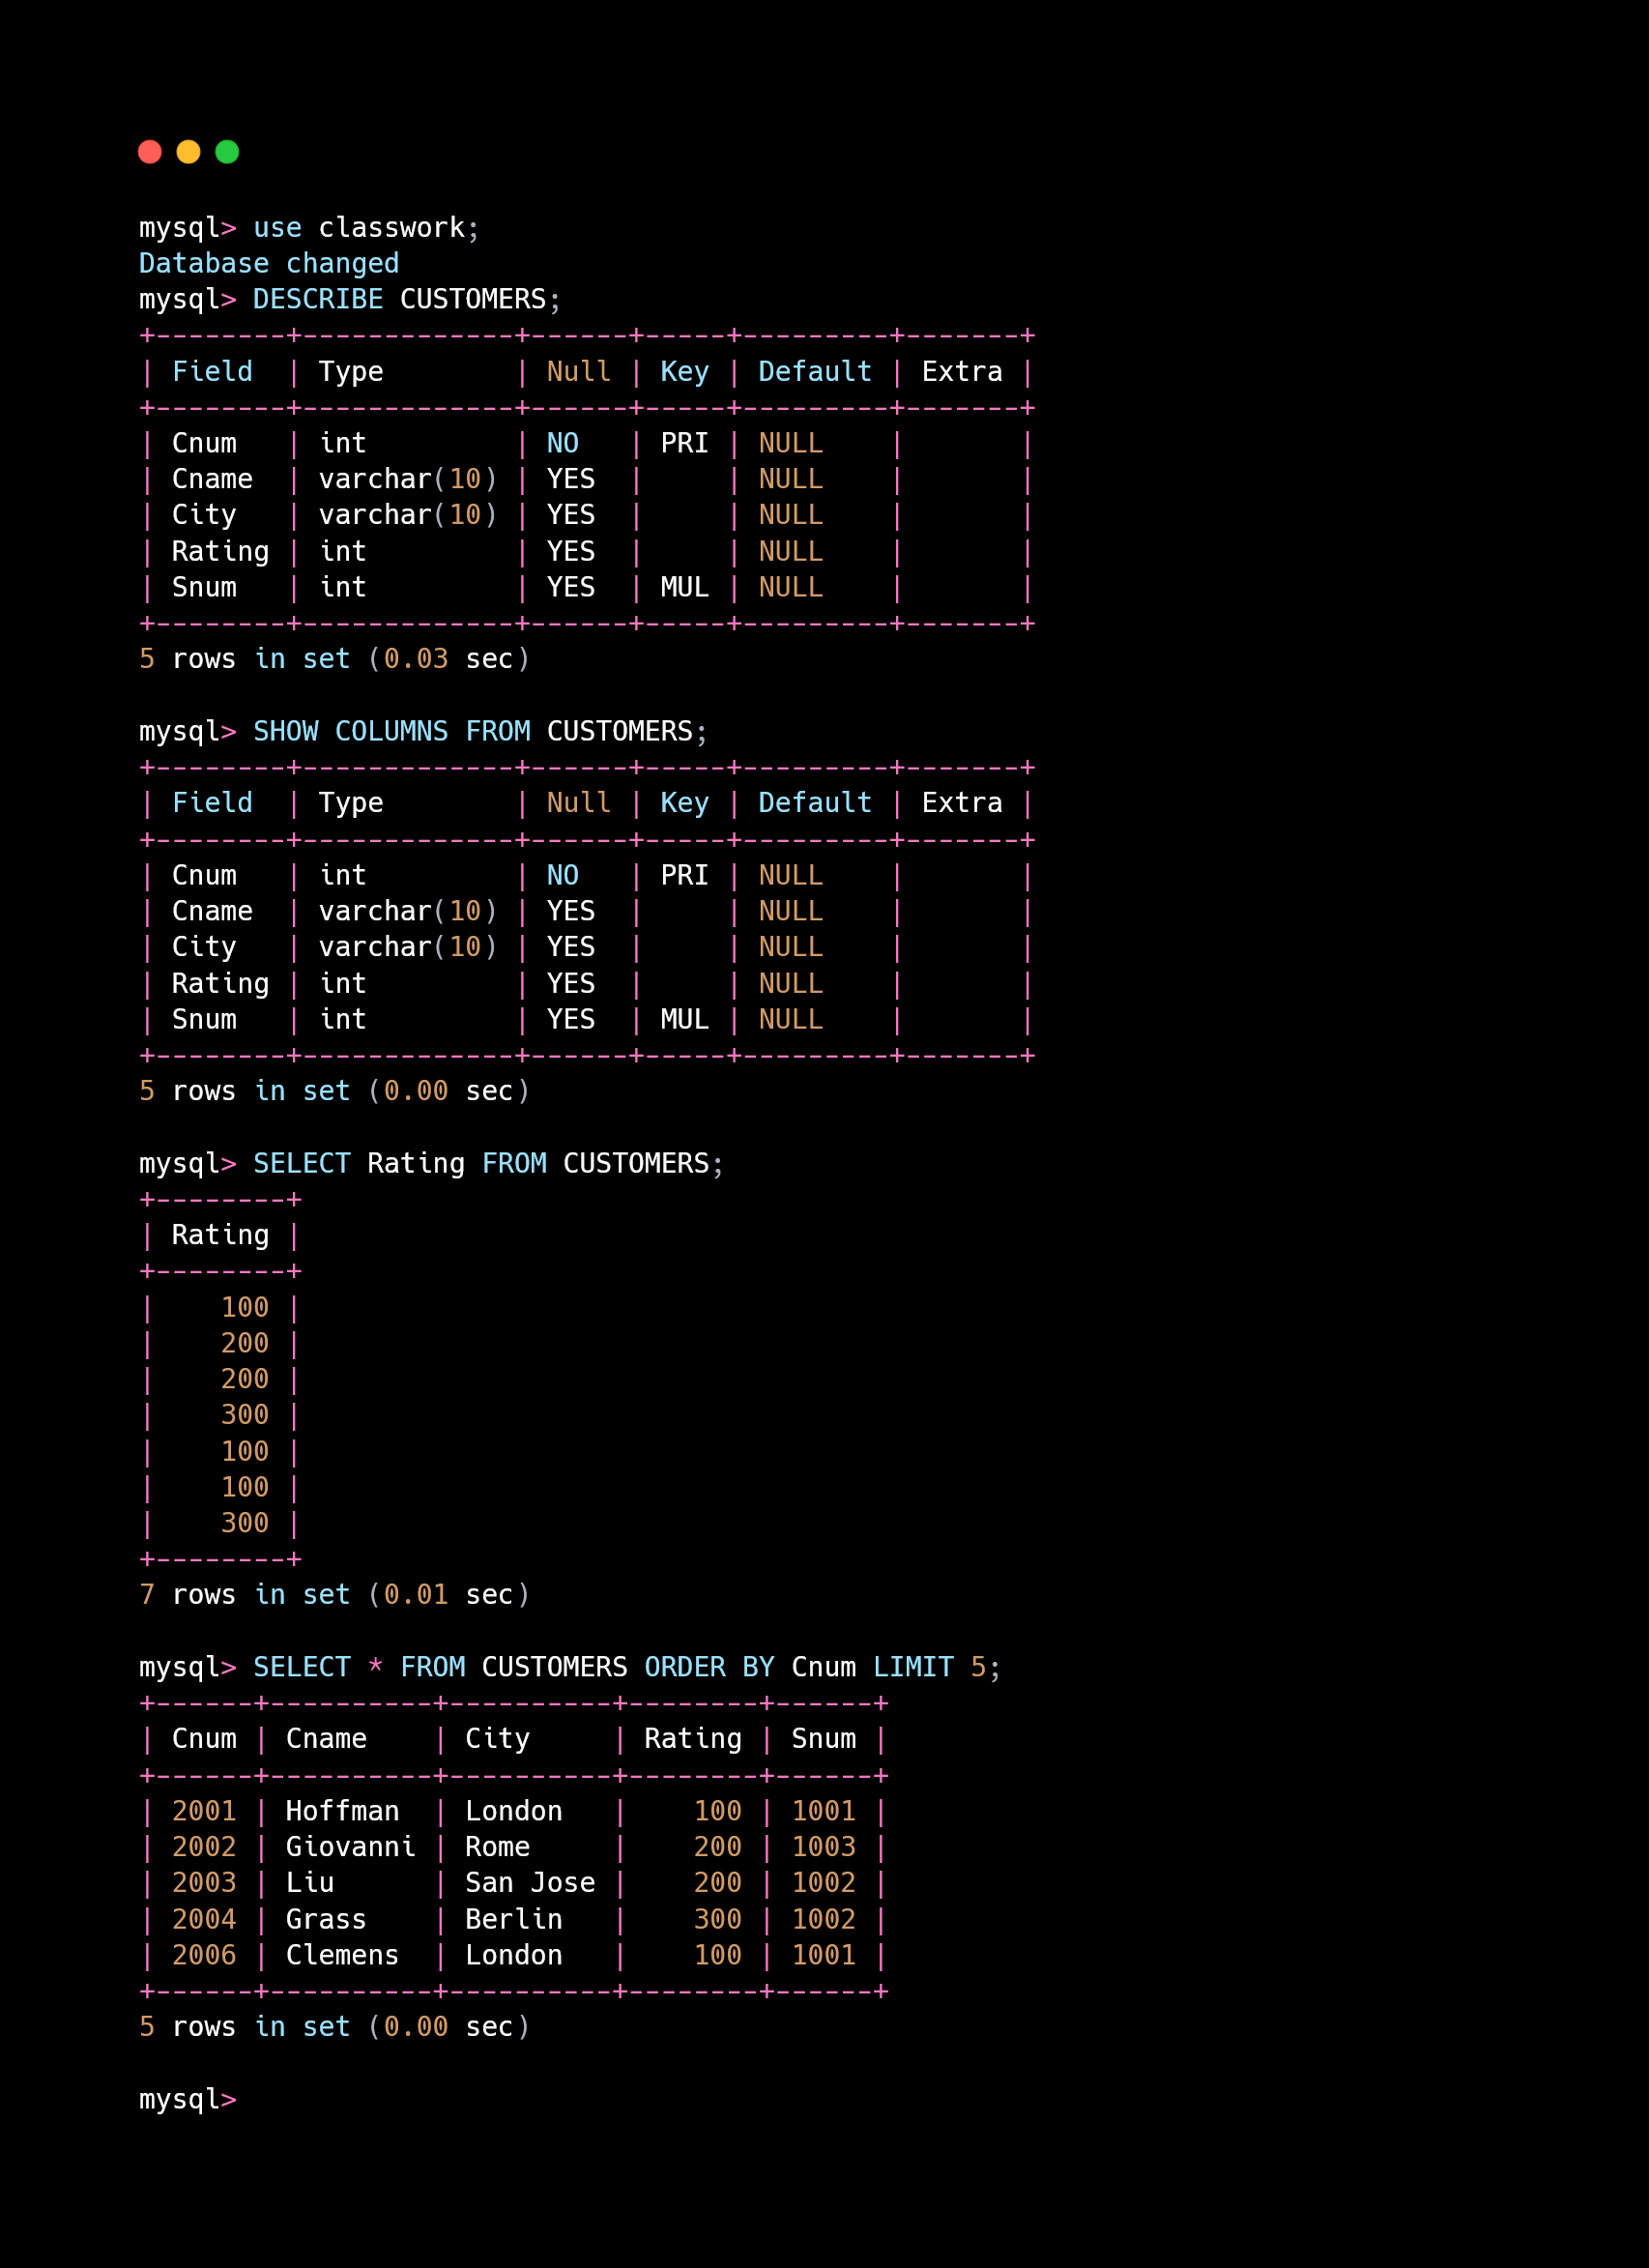 mysql> use classwork;
Database changed
mysql> DESCRIBE CUSTOMERS;
+--------+-------------+------+-----+---------+-------+
| Field  | Type        | Null | Key | Default | Extra |
+--------+-------------+------+-----+---------+-------+
| Cnum   | int         | NO   | PRI | NULL    |       |
| Cname  | varchar(10) | YES  |     | NULL    |       |
| City   | varchar(10) | YES  |     | NULL    |       |
| Rating | int         | YES  |     | NULL    |       |
| Snum   | int         | YES  | MUL | NULL    |       |
+--------+-------------+------+-----+---------+-------+
5 rows in set (0.03 sec)

mysql> SHOW COLUMNS FROM CUSTOMERS;
+--------+-------------+------+-----+---------+-------+
| Field  | Type        | Null | Key | Default | Extra |
+--------+-------------+------+-----+---------+-------+
| Cnum   | int         | NO   | PRI | NULL    |       |
| Cname  | varchar(10) | YES  |     | NULL    |       |
| City   | varchar(10) | YES  |     | NULL    |       |
| Rating | int         | YES  |     | NULL    |       |
| Snum   | int         | YES  | MUL | NULL    |       |
+--------+-------------+------+-----+---------+-------+
5 rows in set (0.00 sec)

mysql> SELECT Rating FROM CUSTOMERS;
+--------+
| Rating |
+--------+
|    100 |
|    200 |
|    200 |
|    300 |
|    100 |
|    100 |
|    300 |
+--------+
7 rows in set (0.01 sec)

mysql> SELECT * FROM CUSTOMERS ORDER BY Cnum LIMIT 5;
+------+----------+----------+--------+------+
| Cnum | Cname    | City     | Rating | Snum |
+------+----------+----------+--------+------+
| 2001 | Hoffman  | London   |    100 | 1001 |
| 2002 | Giovanni | Rome     |    200 | 1003 |
| 2003 | Liu      | San Jose |    200 | 1002 |
| 2004 | Grass    | Berlin   |    300 | 1002 |
| 2006 | Clemens  | London   |    100 | 1001 |
+------+----------+----------+--------+------+
5 rows in set (0.00 sec)

mysql>